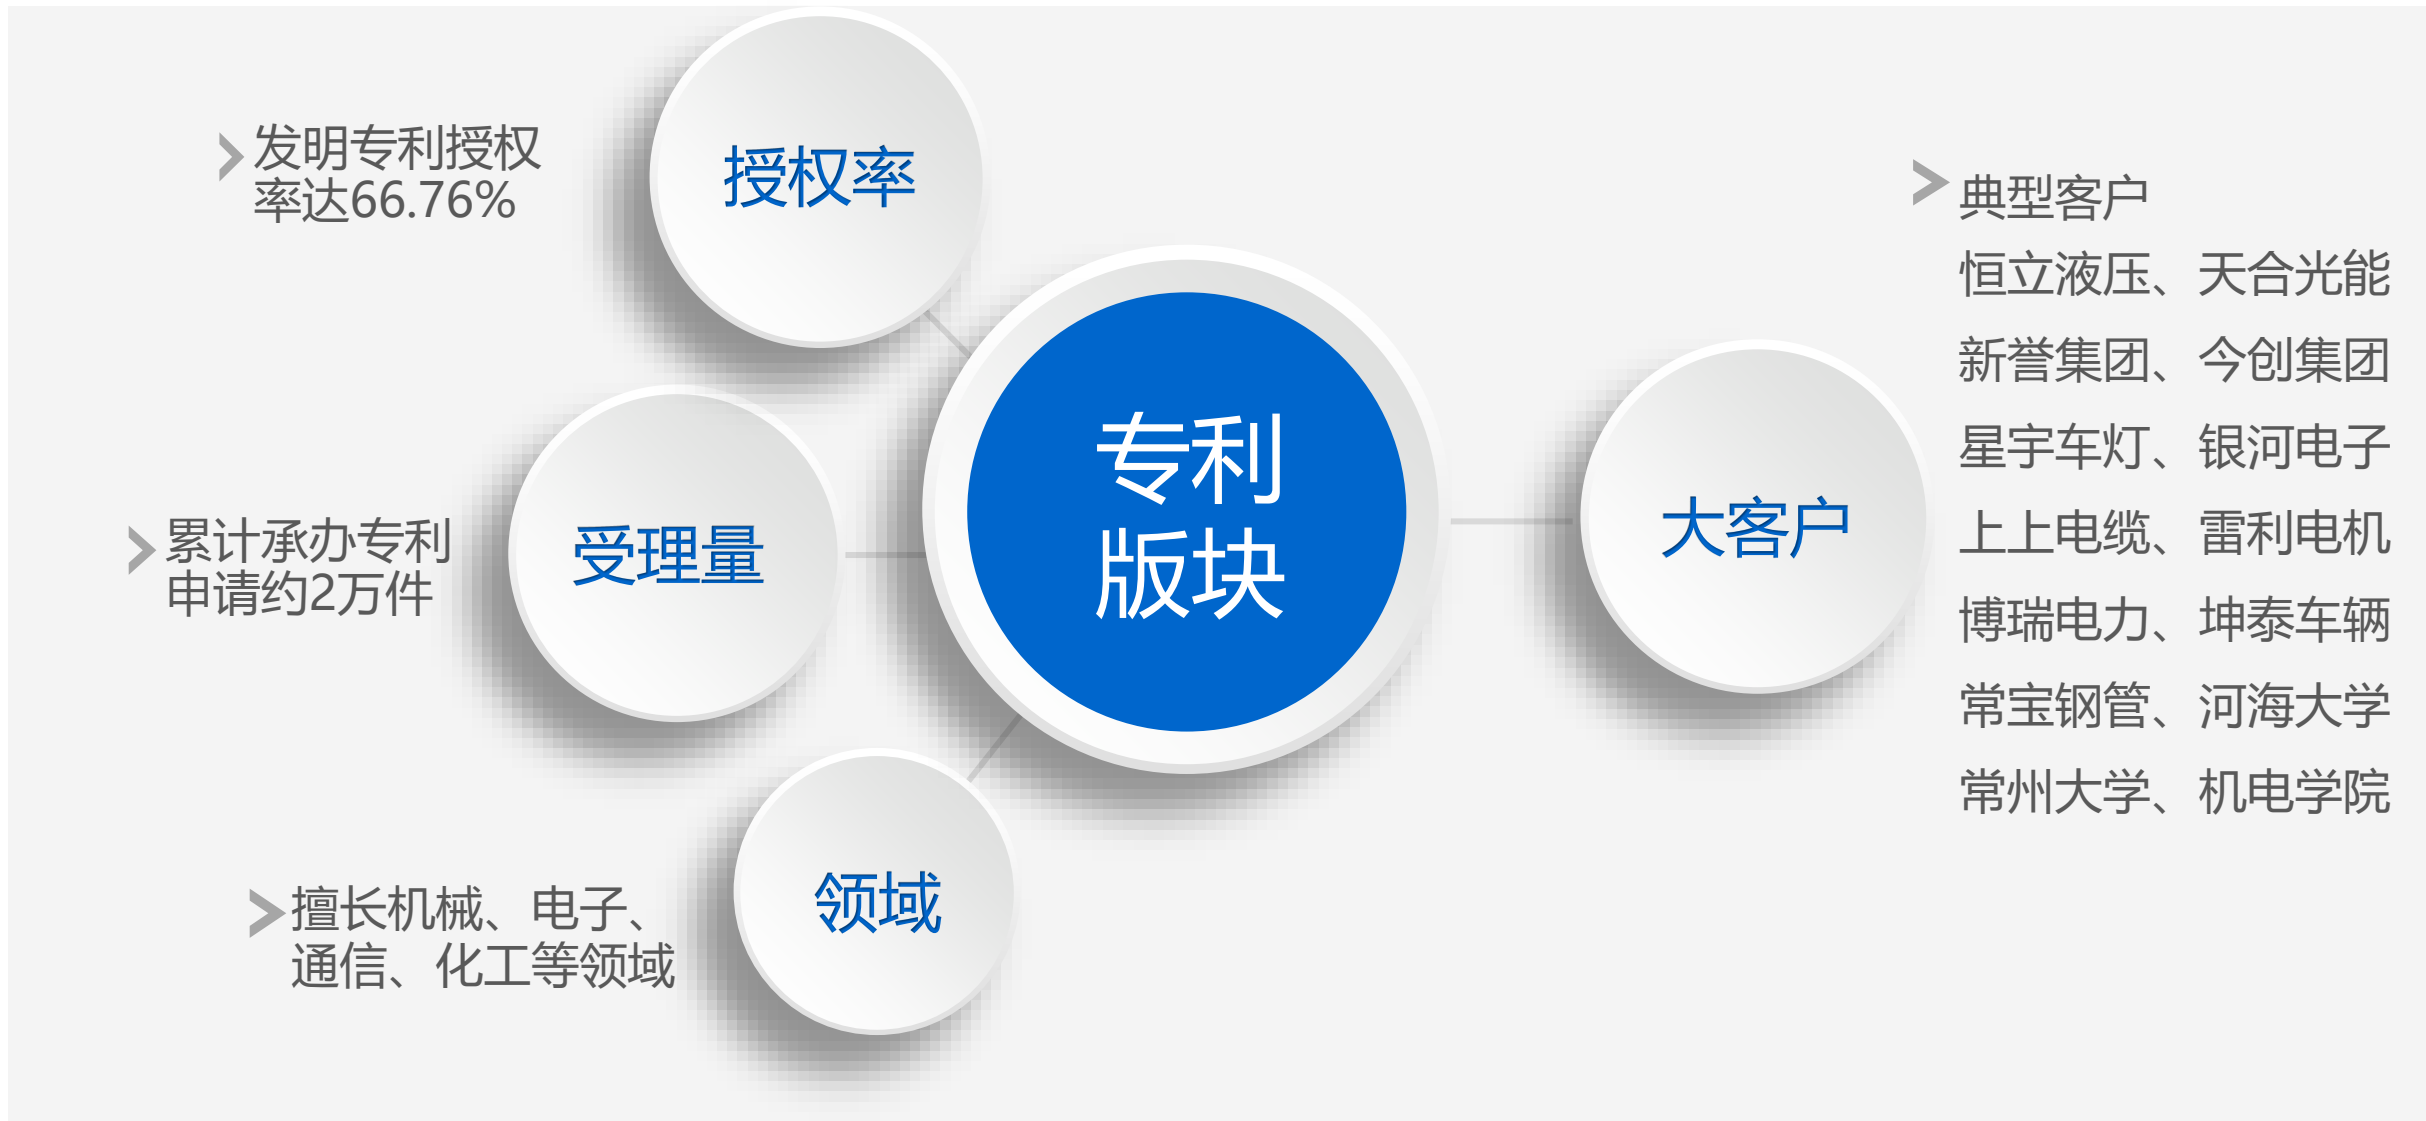 发明专利授权
率达66.76%
授权率
累计承办专利
申请约2万件
受理量
擅长机械、电子、
通信、化工等领域
领域
专利
版块
大客户
典型客户
恒立液压、天合光能
新誉集团、今创集团
星宇车灯、银河电子
上上电缆、雷利电机
博瑞电力、坤泰车辆
常宝钢管、河海大学
常州大学、机电学院